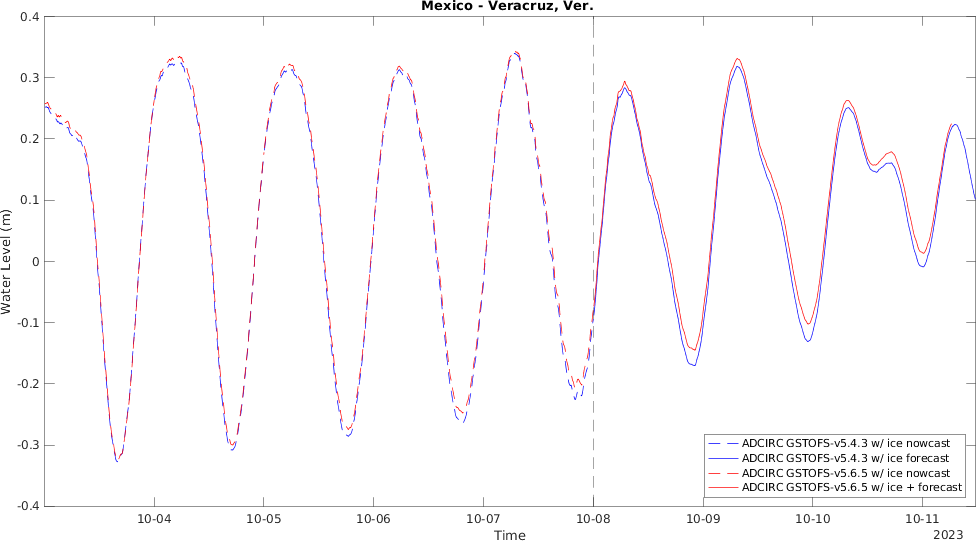 Mexico - Veracruz, Ver.
0.4
0.3
0.2
0.1
0
-0.1
-0.2
-0.3
-0.4
Water Level (m)
10-04 10-05 10-06 10-07 10-08 10-09 10-10 10-11
Time
2023
ADCIRC GSTOFS-v5.4.3 w/ ice nowcast
ADCIRC GSTOFS-v5.4.3 w/ ice forecast
ADCIRC GSTOFS-v5.6.5 w/ ice nowcast
ADCIRC GSTOFS-v5.6.5 w/ ice + forecast